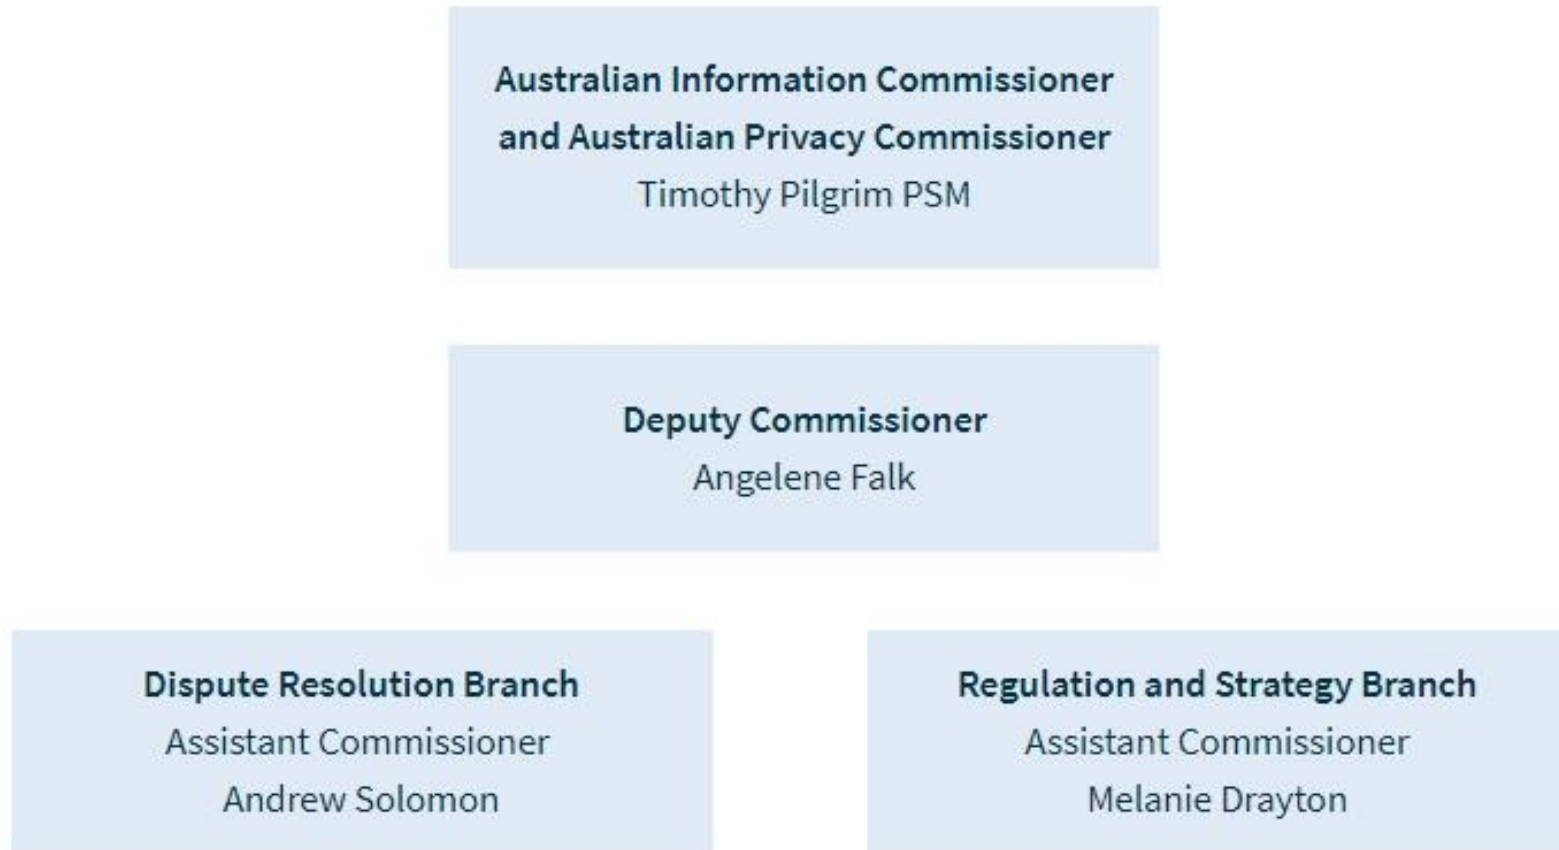 Australian Information Commissioner
and Australian Privacy Commissioner
Timothy Pilgrim PSM
Deputy Commissioner
Angelene Falk
Dispute Resolution Branch
Assistant Commissioner
Andrew Solomon
Regulation and Strategy Branch
Assistant Commissioner
Melanie Drayton